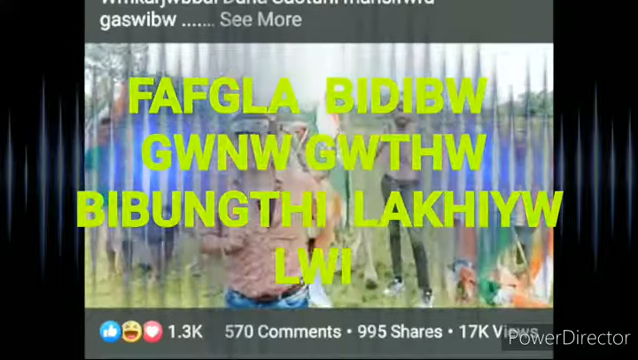 gaswibw ....... See More
FAFGLA BIDIBW
GWNW GWTHW
BIBUNGTHI LAKHIYW
LWI
1.3K 570 Comments • 995 Shares • 17K Views
PowerDirector